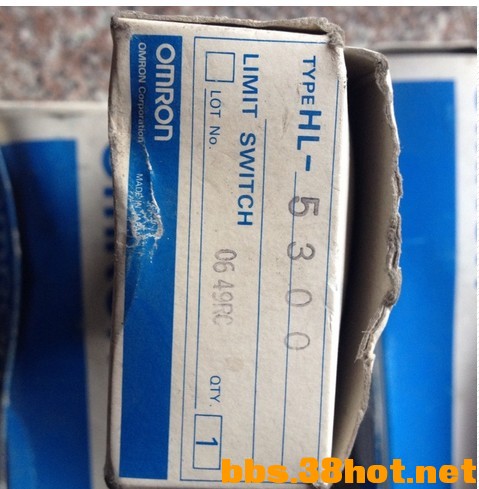 TYPE HL-5300
LIMIT SWITCH
LOT No. 0649RC
QTY. 1
OMRON
OMRON Corporation
MADE IN
bbs.38hot.net